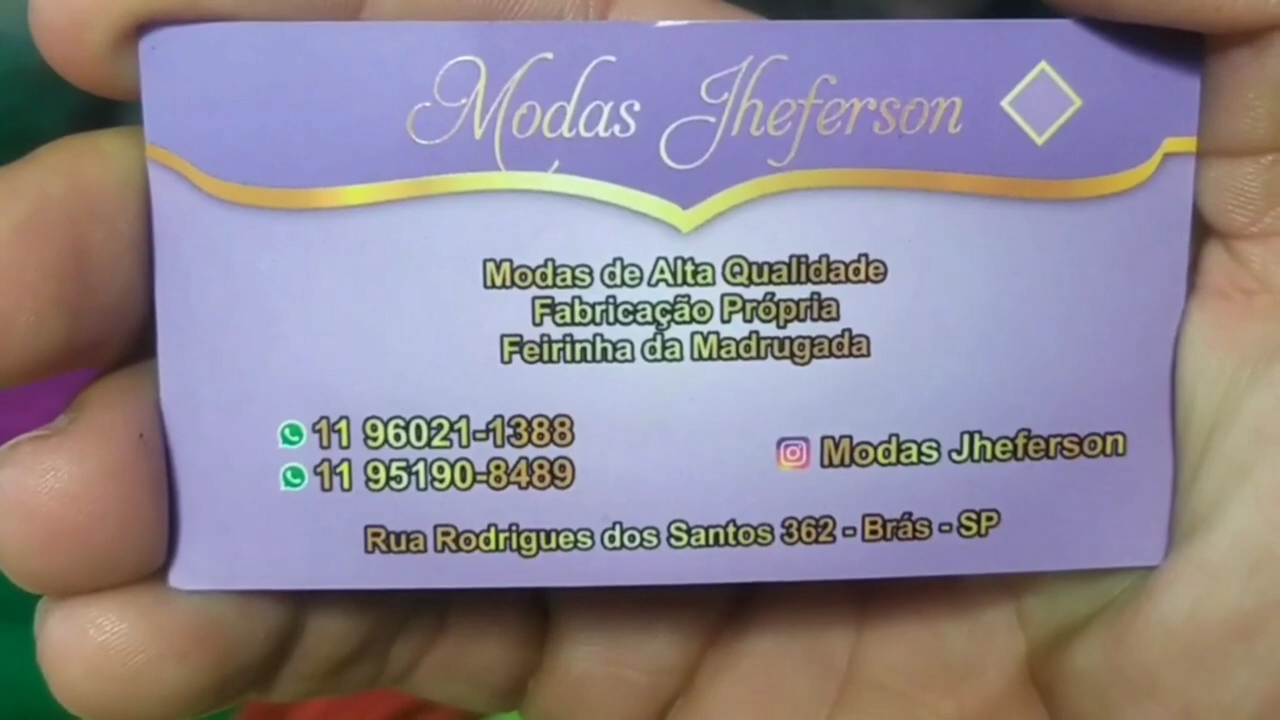 Modas Jheferson
Modas de Alta Qualidade
Fabricação Própria
Feirinha da Madrugada
11 96021-1388
11 95190-8489
Modas Jheferson
Rua Rodrigues dos Santos 362 - Brás - SP